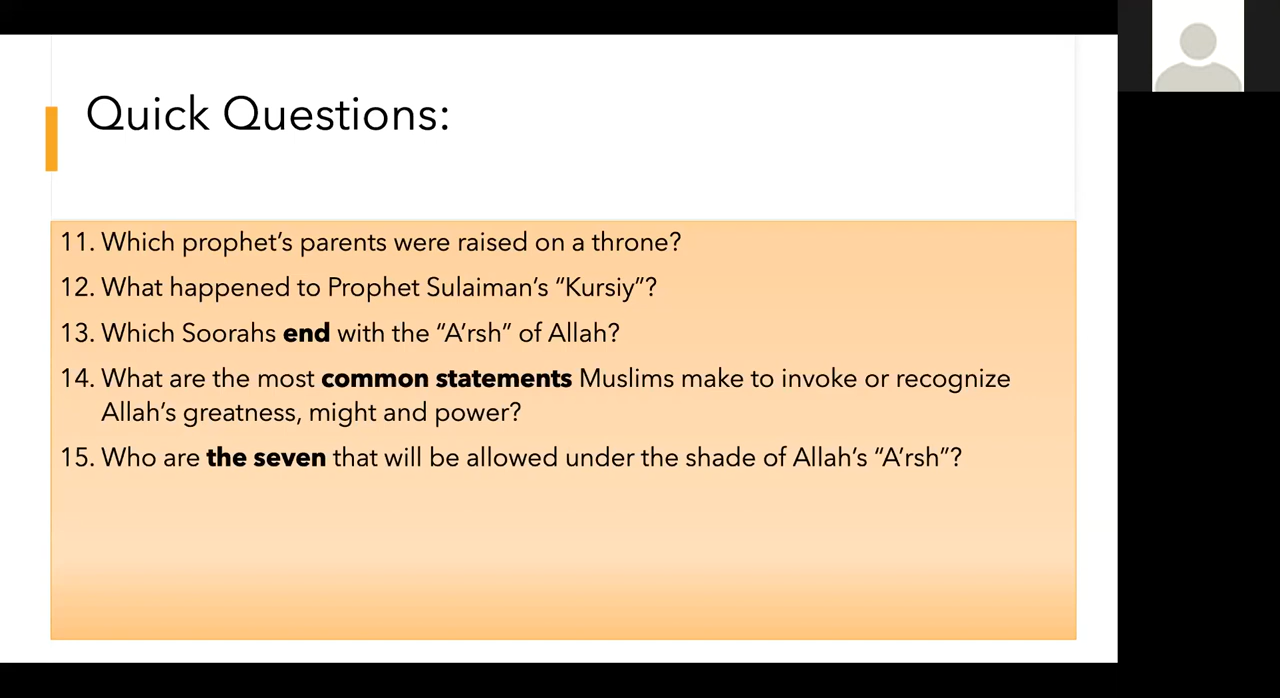 Quick Questions:
11. Which prophet’s parents were raised on a throne?
12. What happened to Prophet Sulaiman’s “Kursiy”?
13. Which Soorahs end with the “A’rsh” of Allah?
14. What are the most common statements Muslims make to invoke or recognize
Allah’s greatness, might and power?
15. Who are the seven that will be allowed under the shade of Allah’s “A’rsh”?